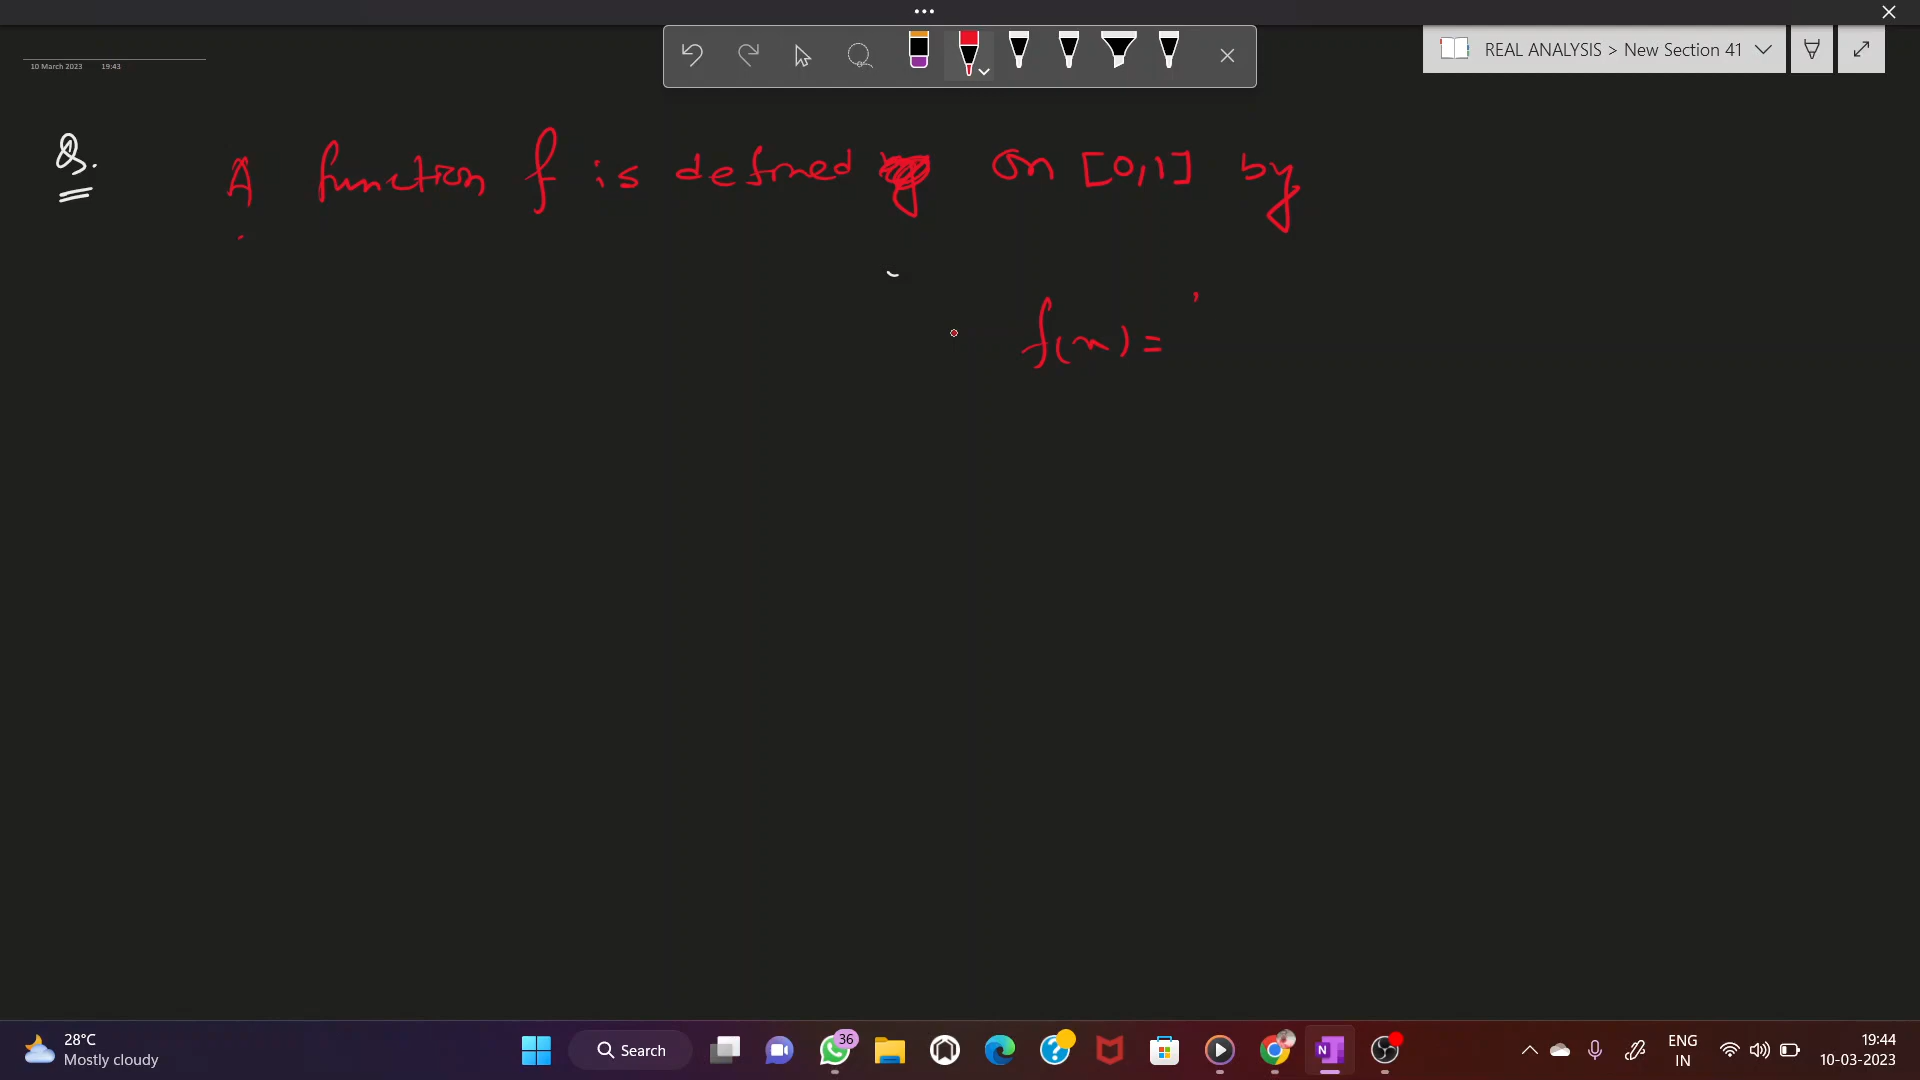 REAL ANALYSIS > New Section 41
10 March 2023 19:43
Q.
A function f is defined on [0,1] by
f(x) =
28°C
Mostly cloudy
Search
36
ENG
IN
19:44
10-03-2023